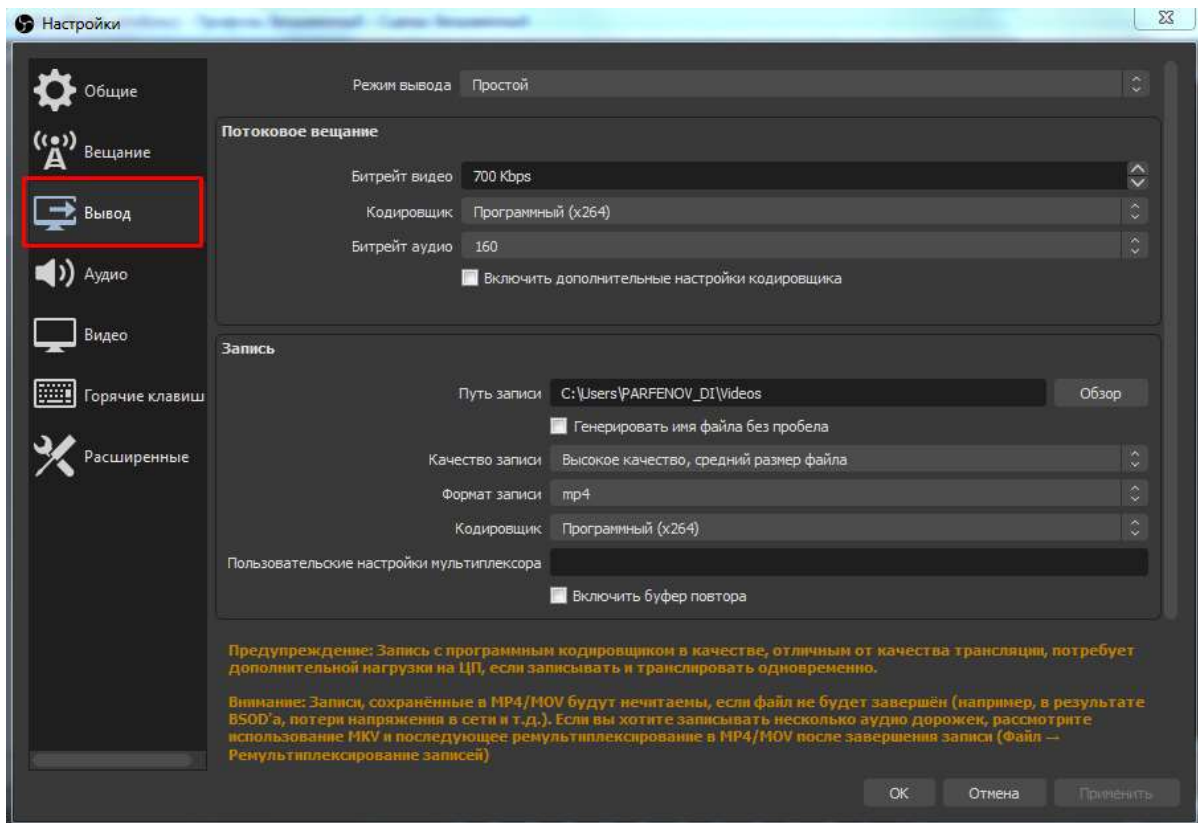 Настройки
Общие
Вещание
Вывод
Аудио
Видео
Горячие клавиш
Расширенные
Режим вывода Простой
Потоковое вещание
Битрейт видео 700 Kbps
Кодировщик Программный (x264)
Битрейт аудио 160
Включить дополнительные настройки кодировщика
Запись
Путь записи C:\Users\PARFENOV_DI\Videos Обзор
Генерировать имя файла без пробела
Качество записи Высокое качество, средний размер файла
Формат записи mp4
Кодировщик Программный (x264)
Пользовательские настройки мультиплексора
Включить буфер повтора
Предупреждение: Запись с программным кодировщиком в качестве, отличным от качества трансляции, потребует
дополнительной нагрузки на ЦП, если записывать и транслировать одновременно.
Внимание: Записи, сохранённые в MP4/MOV будут нечитаемы, если файл не будет завершён (например, в результате
BSOD'а, потери напряжения в сети и т.д.). Если вы хотите записывать несколько аудио дорожек, рассмотрите
использование MKV и последующее ремультиплексирование в MP4/MOV после завершения записи (Файл →
Ремультиплексирование записей)
OK Отмена Применить